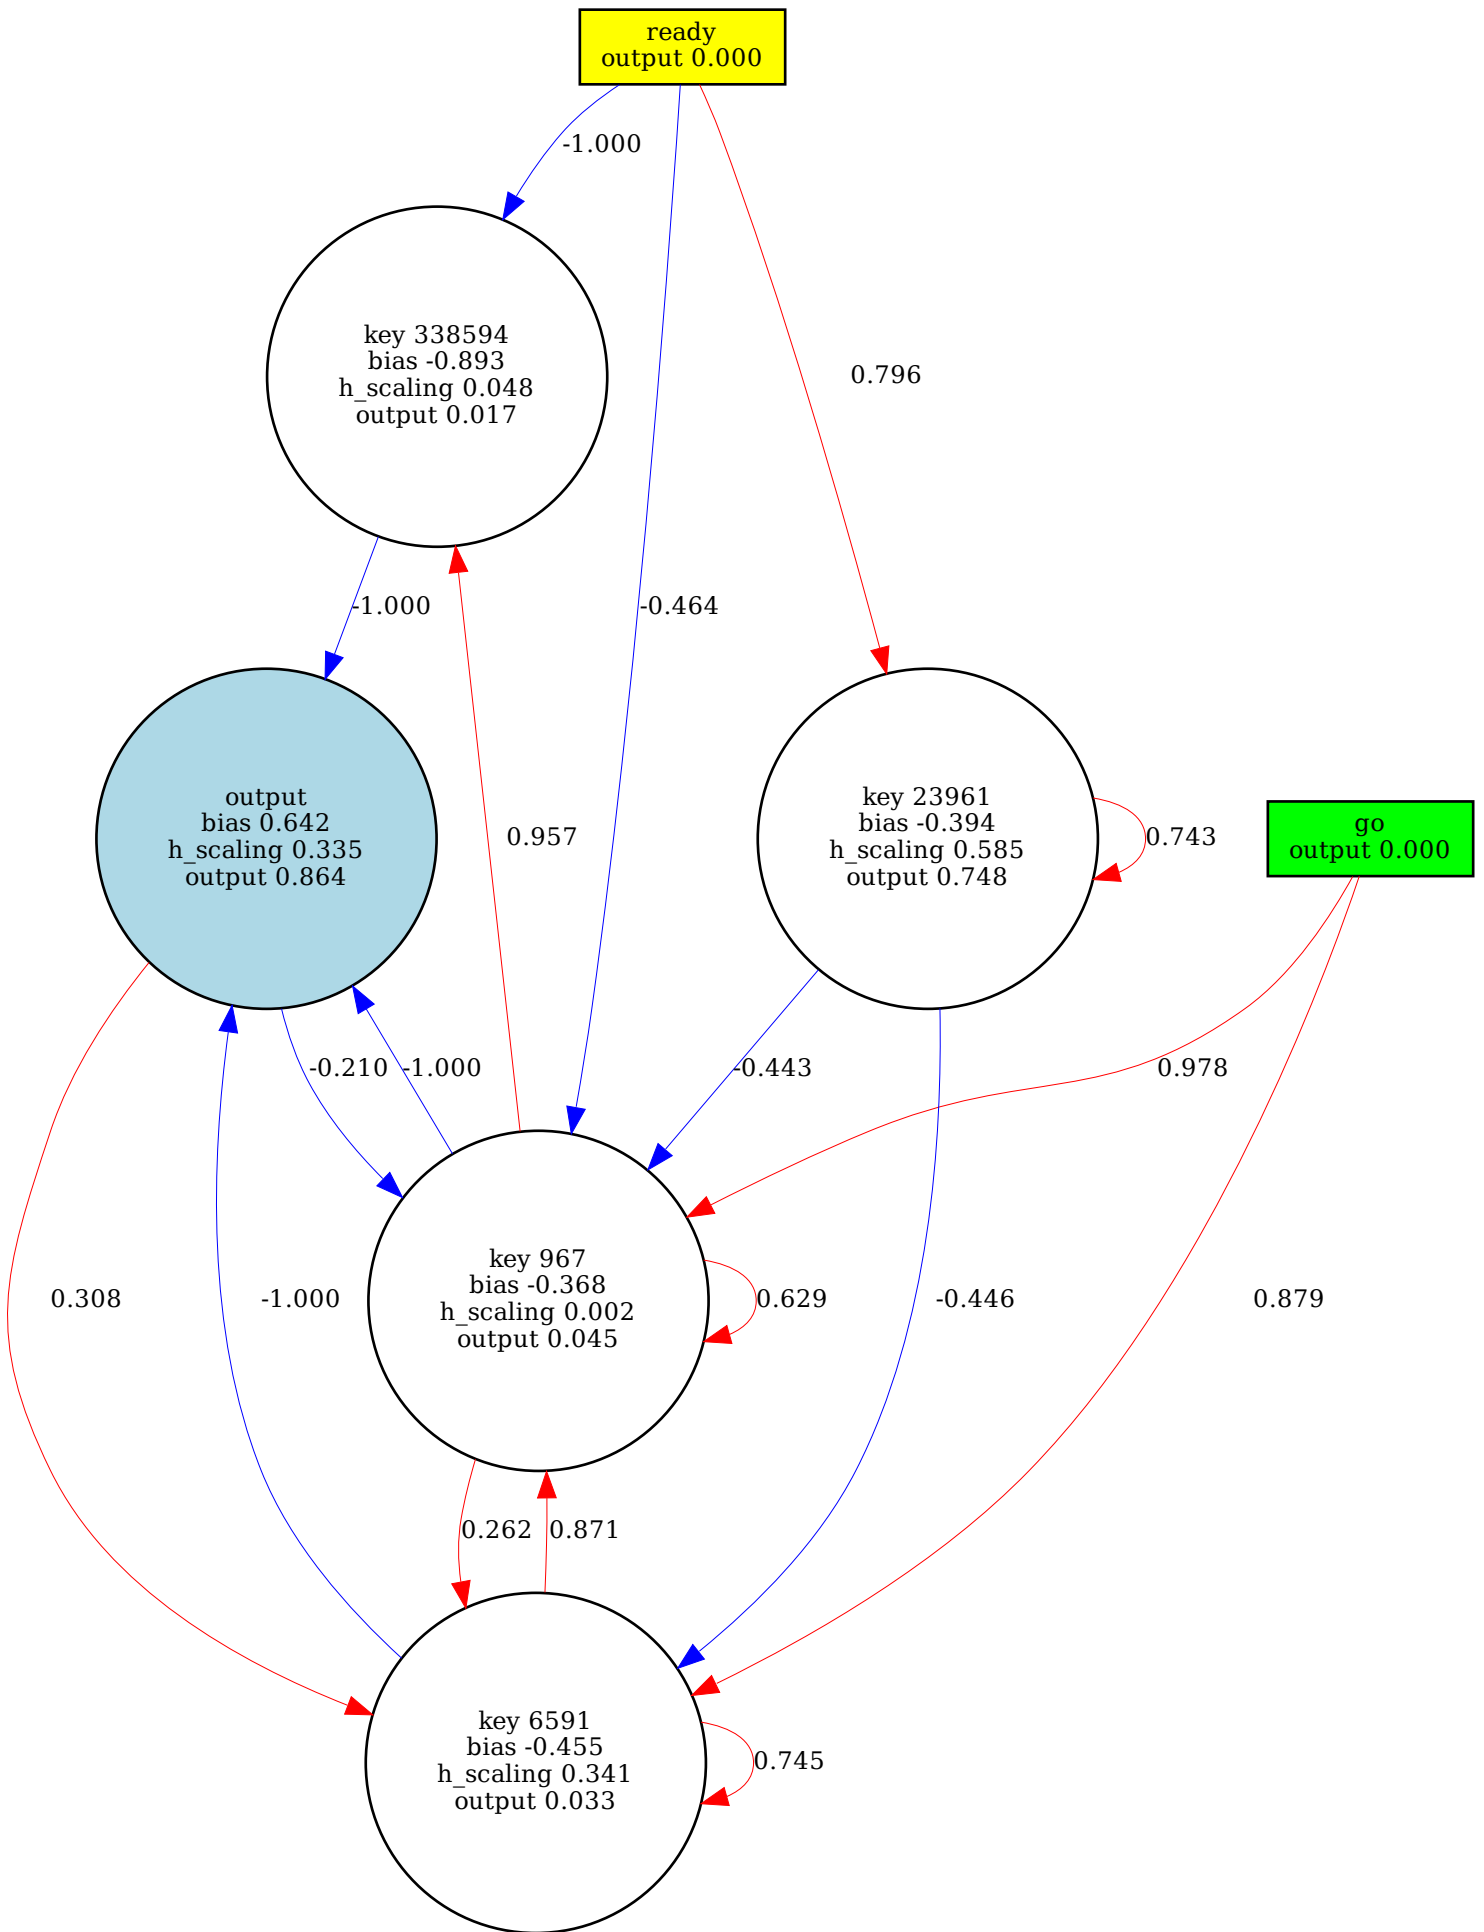 ready
output 0.000
-1.000
key 338594
bias -0.893
h_scaling 0.048
output 0.017
0.796
-1.000
-0.464
output
bias 0.642
h_scaling 0.335
output 0.864
0.957
key 23961
bias -0.394
h_scaling 0.585
output 0.748
0.743
go
output 0.000
-0.210
-1.000
-0.443
0.978
0.308
-1.000
key 967
bias -0.368
h_scaling 0.002
output 0.045
0.629
-0.446
0.879
0.262
0.871
key 6591
bias -0.455
h_scaling 0.341
output 0.033
0.745